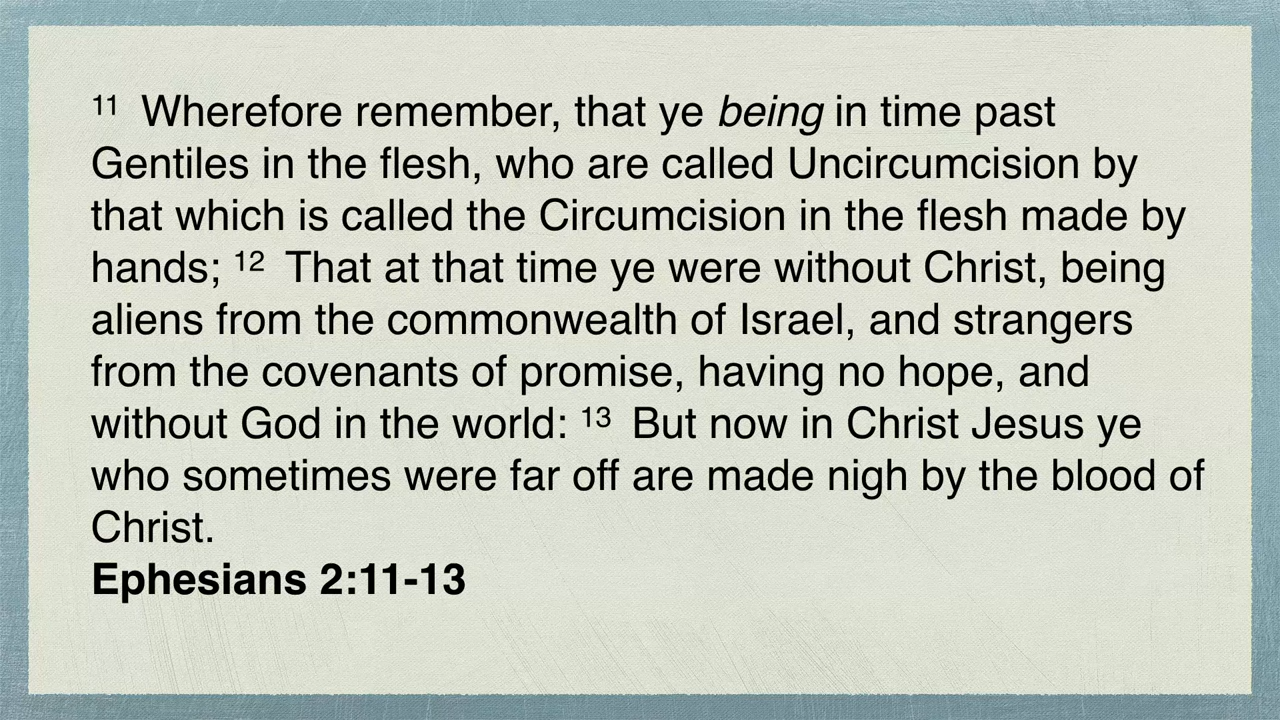 11 Wherefore remember, that ye being in time past
Gentiles in the flesh, who are called Uncircumcision by
that which is called the Circumcision in the flesh made by
hands; 12 That at that time ye were without Christ, being
aliens from the commonwealth of Israel, and strangers
from the covenants of promise, having no hope, and
without God in the world: 13 But now in Christ Jesus ye
who sometimes were far off are made nigh by the blood of
Christ.
Ephesians 2:11-13